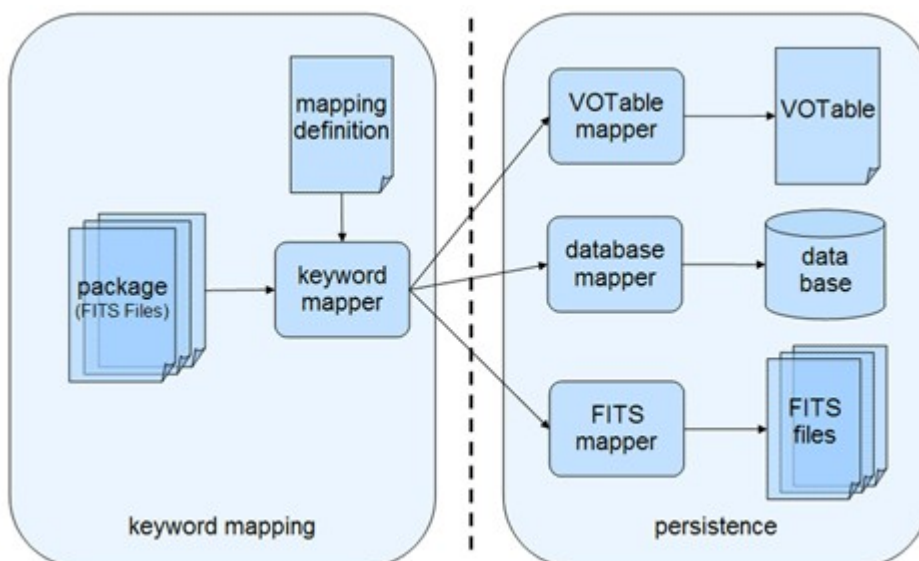 mapping
definition
package
(FITS Files)
keyword
mapper
keyword mapping
VOTable
mapper
VOTable
database
mapper
data
base
FITS
mapper
FITS
files
persistence